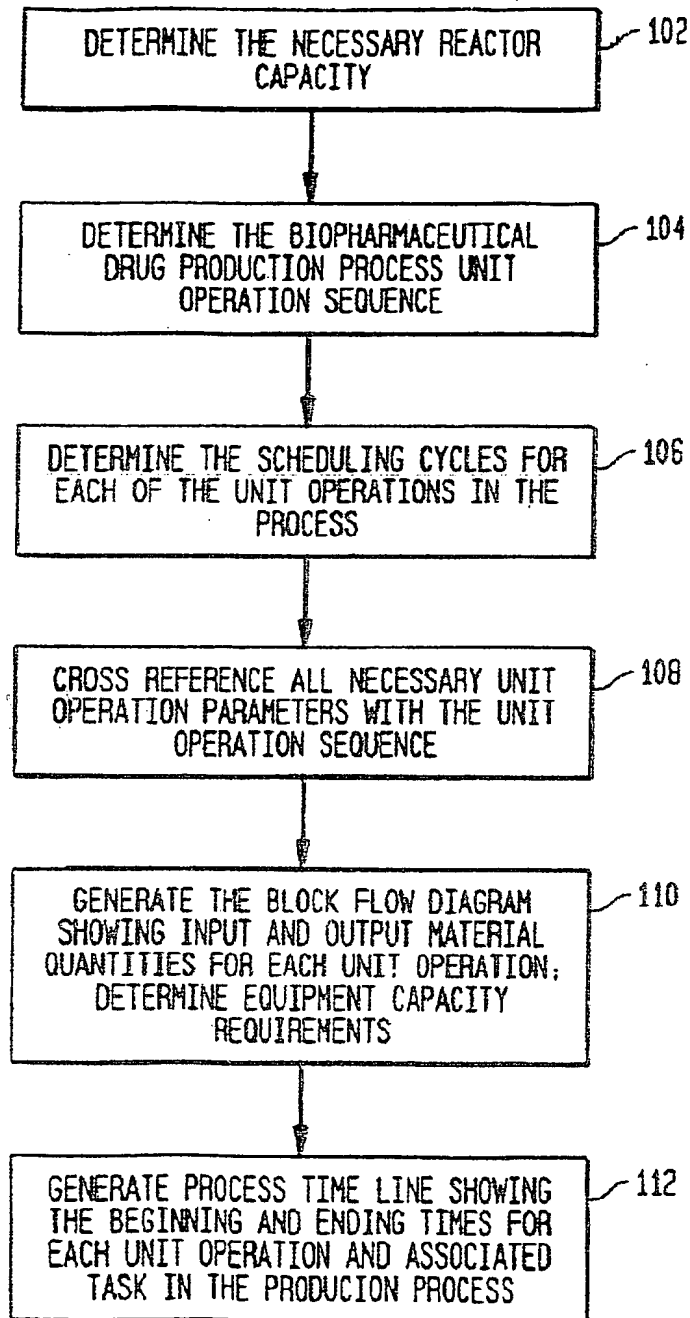 DETERMINE THE NECESSARY REACTOR
CAPACITY
102
DETERMINE THE BIOPHARMACEUTICAL
DRUG PRODUCTION PROCESS UNIT
OPERATION SEQUENCE
104
DETERMINE THE SCHEDULING CYCLES FOR
EACH OF THE UNIT OPERATIONS IN THE
PROCESS
106
CROSS REFERENCE ALL NECESSARY UNIT
OPERATION PARAMETERS WITH THE UNIT
OPERATION SEQUENCE
108
GENERATE THE BLOCK FLOW DIAGRAM
SHOWING INPUT AND OUTPUT MATERIAL
QUANTITIES FOR EACH UNIT OPERATION;
DETERMINE EQUIPMENT CAPACITY
REQUIREMENTS
110
GENERATE PROCESS TIME LINE SHOWING
THE BEGINNING AND ENDING TIMES FOR
EACH UNIT OPERATION AND ASSOCIATED
TASK IN THE PRODUCION PROCESS
112